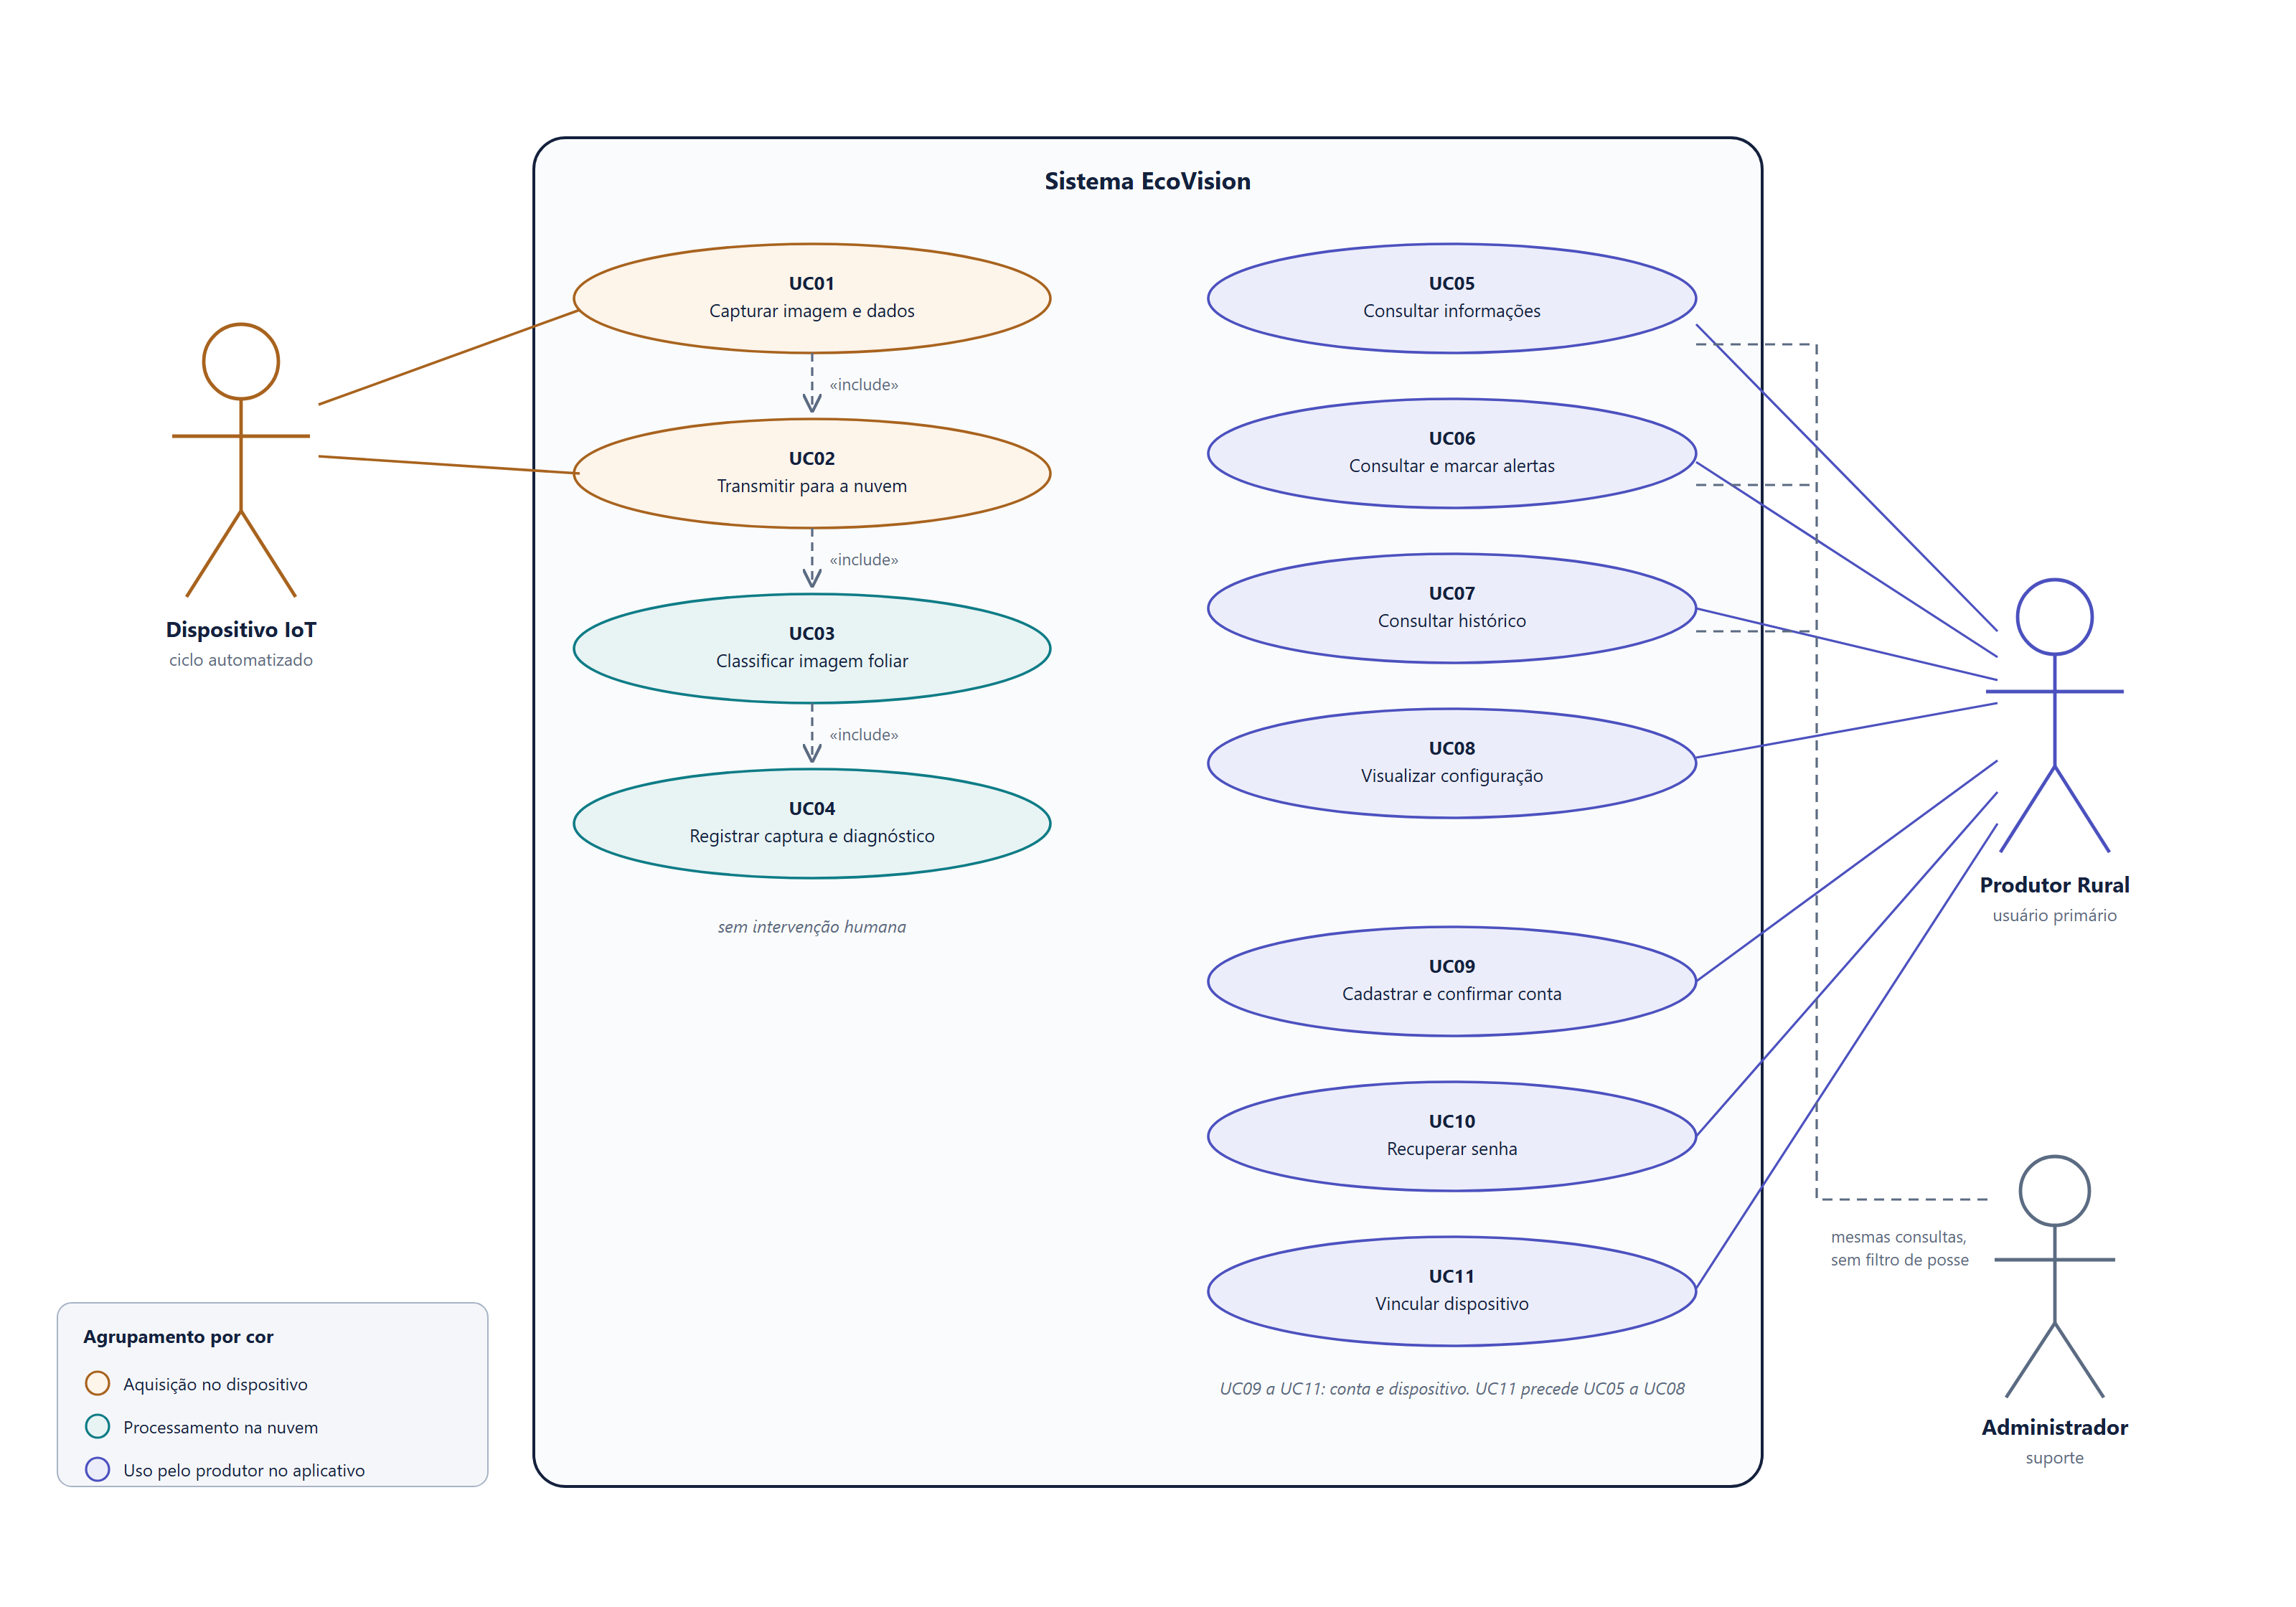 Sistema EcoVision
UC01
Capturar imagem e dados
«include»
UC02
Transmitir para a nuvem
«include»
UC03
Classificar imagem foliar
«include»
UC04
Registrar captura e diagnóstico
sem intervenção humana
UC05
Consultar informações
UC06
Consultar e marcar alertas
UC07
Consultar histórico
UC08
Visualizar configuração
UC09
Cadastrar e confirmar conta
UC10
Recuperar senha
UC11
Vincular dispositivo
UC09 a UC11: conta e dispositivo. UC11 precede UC05 a UC08
Dispositivo IoT
ciclo automatizado
Produtor Rural
usuário primário
mesmas consultas,
sem filtro de posse
Administrador
suporte
Agrupamento por cor
Aquisição no dispositivo
Processamento na nuvem
Uso pelo produtor no aplicativo